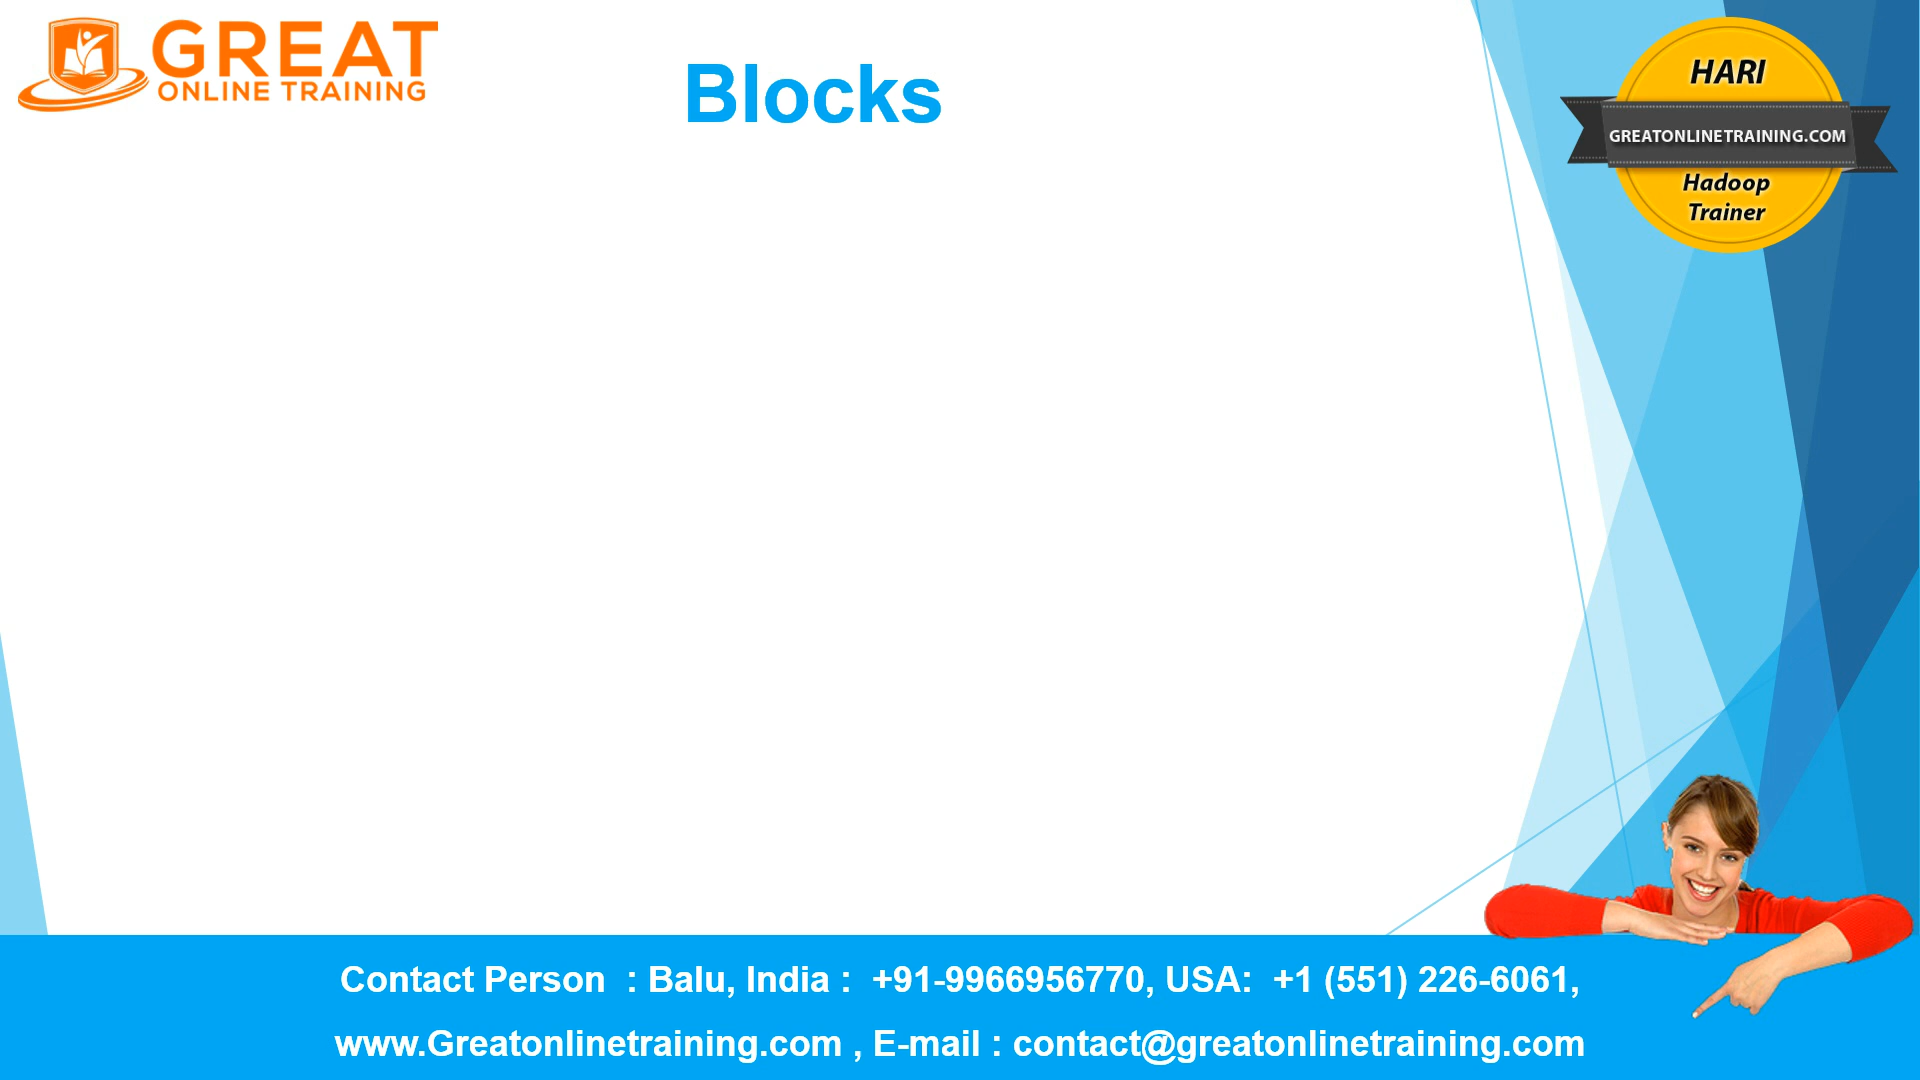 GREAT
ONLINE TRAINING
Blocks
HARI
GREATONLINETRAINING.COM
Hadoop
Trainer
Contact Person  : Balu, India :  +91-9966956770, USA:  +1 (551) 226-6061,
www.Greatonlinetraining.com , E-mail : contact@greatonlinetraining.com